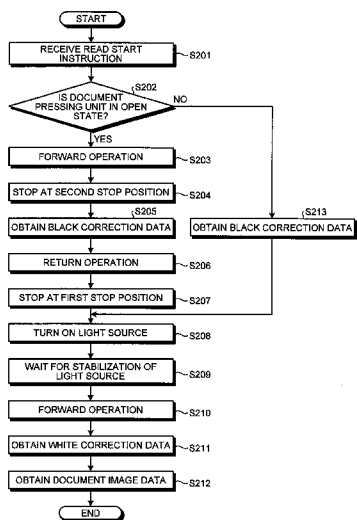 START
RECEIVE READ START
INSTRUCTION
S201
S202
IS DOCUMENT
PRESSING UNIT IN OPEN
STATE?
NO
YES
FORWARD OPERATION
S203
STOP AT SECOND STOP POSITION
S204
S205
OBTAIN BLACK CORRECTION DATA
S213
OBTAIN BLACK CORRECTION DATA
RETURN OPERATION
S206
STOP AT FIRST STOP POSITION
S207
TURN ON LIGHT SOURCE
S208
WAIT FOR STABILIZATION OF
LIGHT SOURCE
S209
FORWARD OPERATION
S210
OBTAIN WHITE CORRECTION DATA
S211
OBTAIN DOCUMENT IMAGE DATA
S212
END